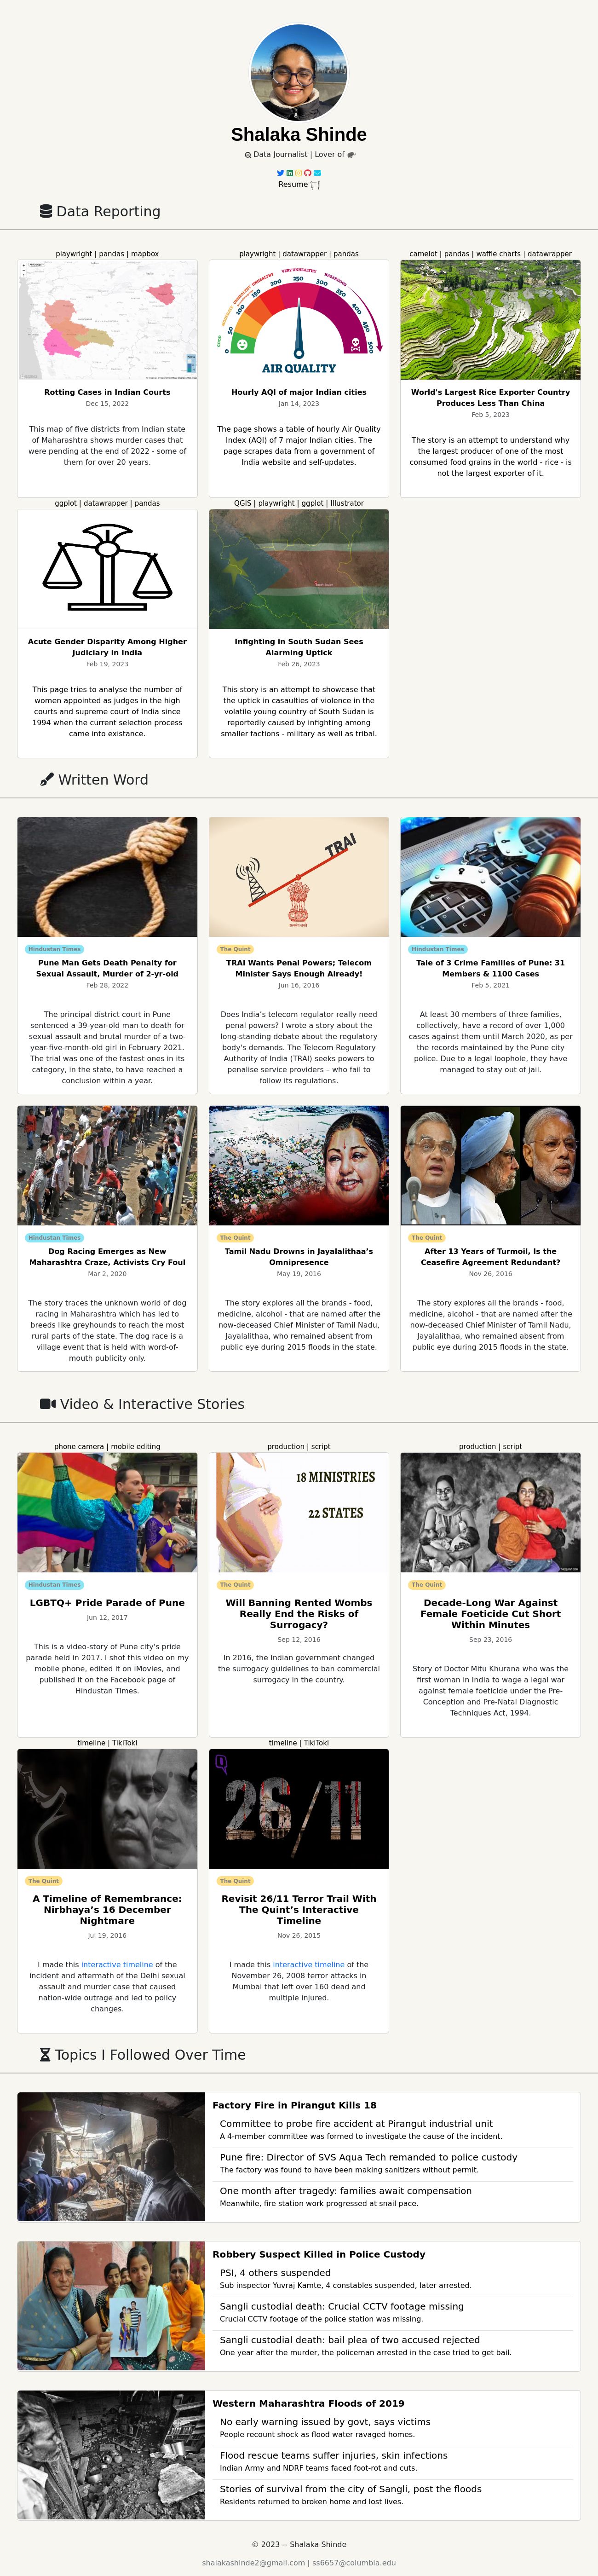 Shalaka Shinde
Data Journalist | Lover of
Resume
Data Reporting
playwright | pandas | mapbox
Rotting Cases in Indian Courts
Dec 15, 2022
This map of five districts from Indian state
of Maharashtra shows murder cases that
were pending at the end of 2022 - some of
them for over 20 years.
playwright | datawrapper | pandas
0
50
100
150
200
250
300
350
400
450
500
AIR QUALITY
Hourly AQI of major Indian cities
Jan 14, 2023
The page shows a table of hourly Air Quality
Index (AQI) of 7 major Indian cities. The
page scrapes data from a government of
India website and self-updates.
camelot | pandas | waffle charts | datawrapper
World's Largest Rice Exporter Country
Produces Less Than China
Feb 5, 2023
The story is an attempt to understand why
the largest producer of one of the most
consumed food grains in the world - rice - is
not the largest exporter of it.
ggplot | datawrapper | pandas
Acute Gender Disparity Among Higher
Judiciary in India
Feb 19, 2023
This page tries to analyse the number of
women appointed as judges in the high
courts and supreme court of India since
1994 when the current selection process
came into existance.
QGIS | playwright | ggplot | Illustrator
Infighting in South Sudan Sees
Alarming Uptick
Feb 26, 2023
This story is an attempt to showcase that
the uptick in casualties of violence in the
volatile young country of South Sudan is
reportedly caused by infighting among
smaller factions - military as well as tribal.
Written Word
Hindustan Times
Pune Man Gets Death Penalty for
Sexual Assault, Murder of 2-yr-old
Feb 28, 2022
The principal district court in Pune
sentenced a 39-year-old man to death for
sexual assault and brutal murder of a two-
year-five-month-old girl in February 2021.
The trial was one of the fastest ones in its
category, in the state, to have reached a
conclusion within a year.
TRAI
The Quint
TRAI Wants Penal Powers; Telecom
Minister Says Enough Already!
Jun 16, 2016
Does India’s telecom regulator really need
penal powers? I wrote a story about the
long-standing debate about the regulatory
body's demands. The Telecom Regulatory
Authority of India (TRAI) seeks powers to
penalise service providers – who fail to
follow its regulations.
Hindustan Times
Tale of 3 Crime Families of Pune: 31
Members & 1100 Cases
Feb 5, 2021
At least 30 members of three families,
collectively, have a record of over 1,000
cases against them until March 2020, as per
the records maintained by the Pune city
police. Due to a legal loophole, they have
managed to stay out of jail.
Hindustan Times
Dog Racing Emerges as New
Maharashtra Craze, Activists Cry Foul
Mar 2, 2020
The story traces the unknown world of dog
racing in Maharashtra which has led to
breeds like greyhounds to reach the most
rural parts of the state. The dog race is a
village event that is held with word-of-
mouth publicity only.
The Quint
Tamil Nadu Drowns in Jayalalithaa’s
Omnipresence
May 19, 2016
The story explores all the brands - food,
medicine, alcohol - that are named after the
now-deceased Chief Minister of Tamil Nadu,
Jayalalithaa, who remained absent from
public eye during 2015 floods in the state.
The Quint
After 13 Years of Turmoil, Is the
Ceasefire Agreement Redundant?
Nov 26, 2016
The story explores all the brands - food,
medicine, alcohol - that are named after the
now-deceased Chief Minister of Tamil Nadu,
Jayalalithaa, who remained absent from
public eye during 2015 floods in the state.
Video & Interactive Stories
phone camera | mobile editing
Hindustan Times
LGBTQ+ Pride Parade of Pune
Jun 12, 2017
This is a video-story of Pune city's pride
parade held in 2017. I shot this video on my
mobile phone, edited it on iMovies, and
published it on the Facebook page of
Hindustan Times.
production | script
18 MINISTRIES
22 STATES
The Quint
Will Banning Rented Wombs
Really End the Risks of
Surrogacy?
Sep 12, 2016
In 2016, the Indian government changed
the surrogacy guidelines to ban commercial
surrogacy in the country.
production | script
The Quint
Decade-Long War Against
Female Foeticide Cut Short
Within Minutes
Sep 23, 2016
Story of Doctor Mitu Khurana who was the
first woman in India to wage a legal war
against female foeticide under the Pre-
Conception and Pre-Natal Diagnostic
Techniques Act, 1994.
timeline | TikiToki
The Quint
A Timeline of Remembrance:
Nirbhaya’s 16 December
Nightmare
Jul 19, 2016
I made this interactive timeline of the
incident and aftermath of the Delhi sexual
assault and murder case that caused
nation-wide outrage and led to policy
changes.
timeline | TikiToki
26/11
The Quint
Revisit 26/11 Terror Trail With
The Quint’s Interactive
Timeline
Nov 26, 2015
I made this interactive timeline of the
November 26, 2008 terror attacks in
Mumbai that left over 160 dead and
multiple injured.
Topics I Followed Over Time
Factory Fire in Pirangut Kills 18
Committee to probe fire accident at Pirangut industrial unit
A 4-member committee was formed to investigate the cause of the incident.
Pune fire: Director of SVS Aqua Tech remanded to police custody
The factory was found to have been making sanitizers without permit.
One month after tragedy: families await compensation
Meanwhile, fire station work progressed at snail pace.
Robbery Suspect Killed in Police Custody
PSI, 4 others suspended
Sub inspector Yuvraj Kamte, 4 constables suspended, later arrested.
Sangli custodial death: Crucial CCTV footage missing
Crucial CCTV footage of the police station was missing.
Sangli custodial death: bail plea of two accused rejected
One year after the murder, the policeman arrested in the case tried to get bail.
Western Maharashtra Floods of 2019
No early warning issued by govt, says victims
People recount shock as flood water ravaged homes.
Flood rescue teams suffer injuries, skin infections
Indian Army and NDRF teams faced foot-rot and cuts.
Stories of survival from the city of Sangli, post the floods
Residents returned to broken home and lost lives.
© 2023 -- Shalaka Shinde
shalakashinde2@gmail.com | ss6657@columbia.edu